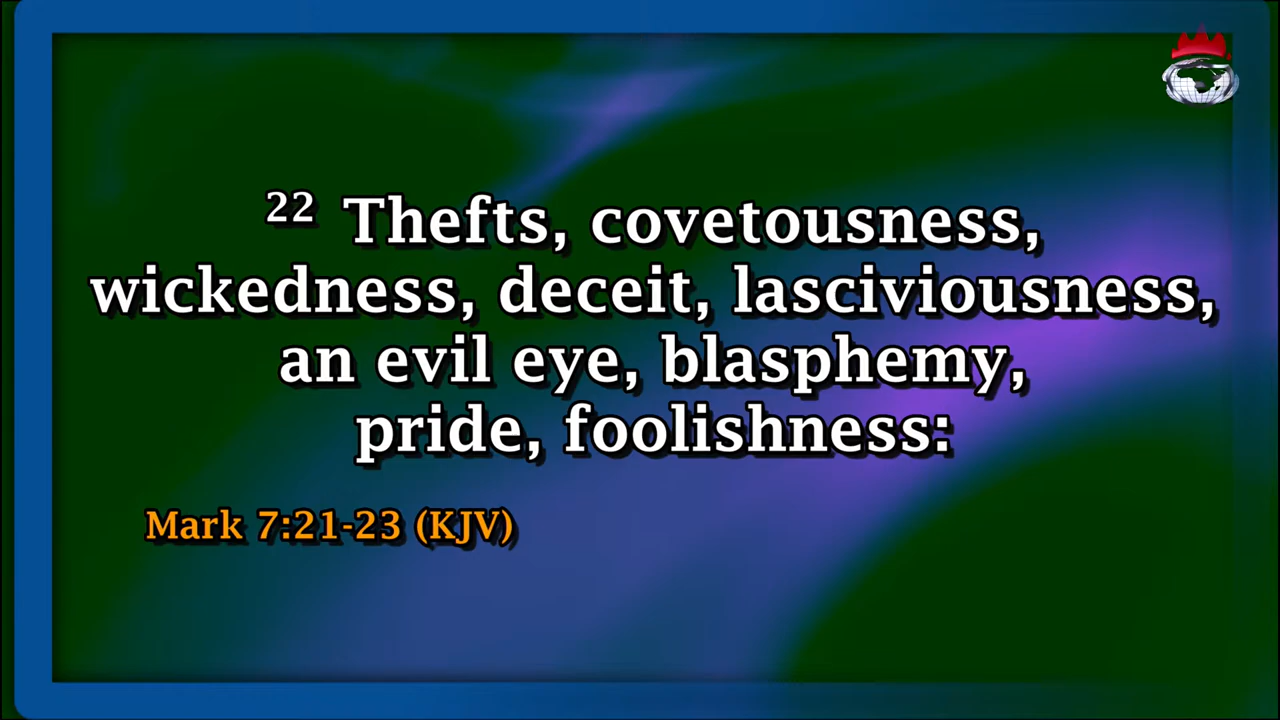 22 Thefts, covetousness,
wickedness, deceit, lasciviousness,
an evil eye, blasphemy,
pride, foolishness:
Mark 7:21-23 (KJV)